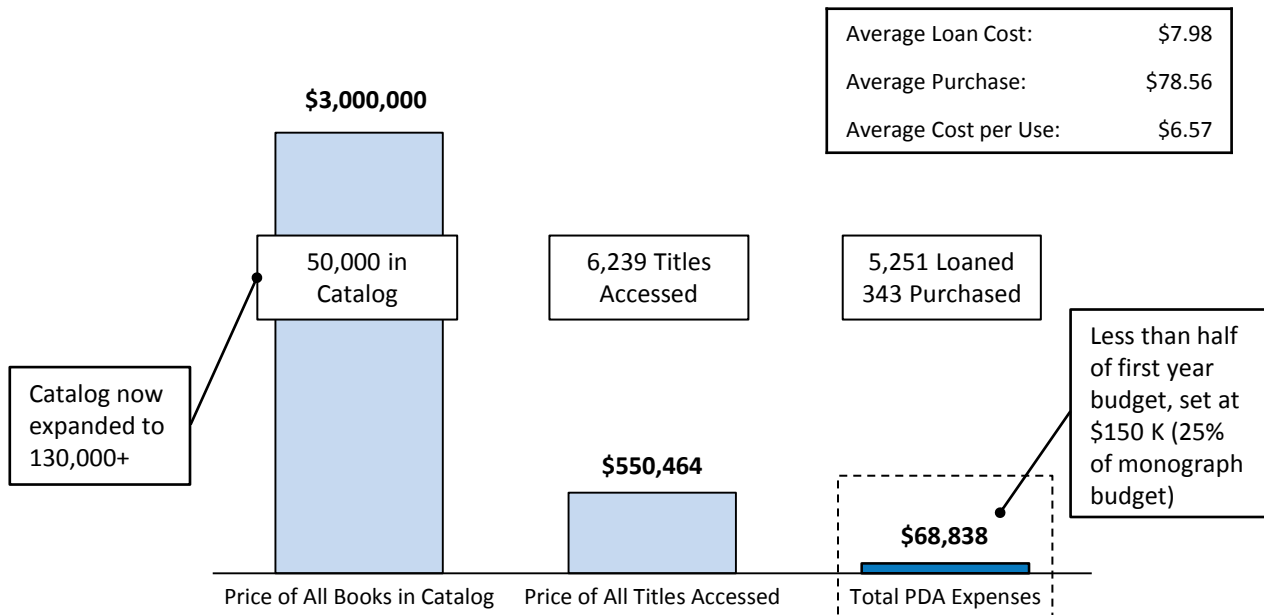 Average Loan Cost: $7.98
Average Purchase: $78.56
Average Cost per Use: $6.57
$3,000,000
50,000 in
Catalog
6,239 Titles
Accessed
5,251 Loaned
343 Purchased
Catalog now
expanded to
130,000+
Less than half
of first year
budget, set at
$150 K (25%
of monograph
budget)
$550,464
$68,838
Price of All Books in Catalog
Price of All Titles Accessed
Total PDA Expenses